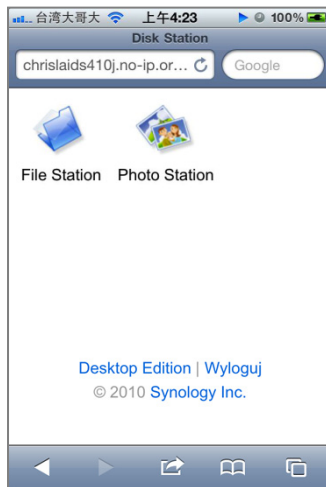 台湾大哥大 上午4:23 100%
Disk Station
chrislaids410j.no-ip.or... Google
File Station Photo Station
Desktop Edition | Wyloguj
© 2010 Synology Inc.